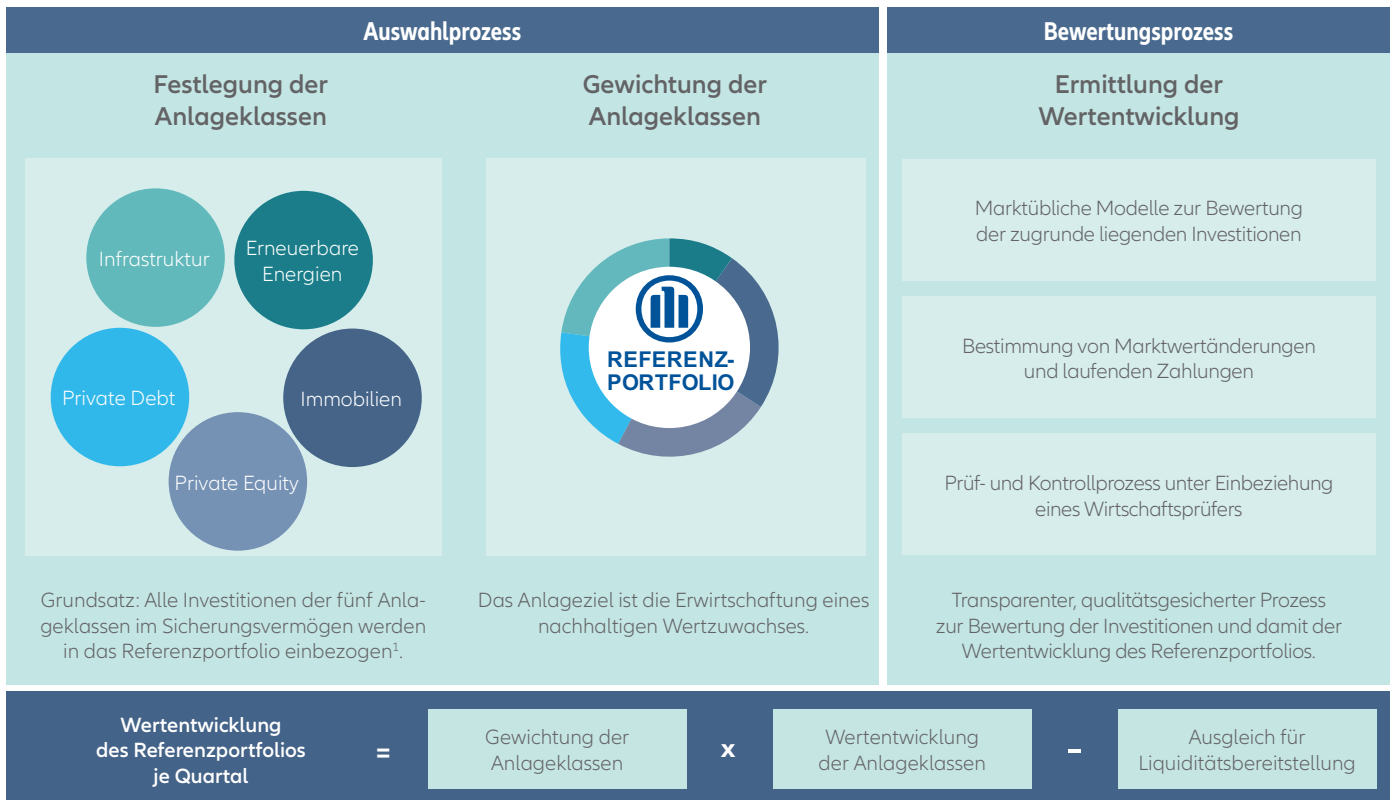 Auswahlprozess
Festlegung der
Anlageklassen
Infrastruktur
Erneuerbare
Energien
Private Debt
Immobilien
Private Equity
Grundsatz: Alle Investitionen der fünf Anla-
geklassen im Sicherungsvermögen werden
in das Referenzportfolio einbezogen¹.
Gewichtung der
Anlageklassen
REFERENZ-
PORTFOLIO
Das Anlageziel ist die Erwirtschaftung eines
nachhaltigen Wertzuwachses.
Bewertungsprozess
Ermittlung der
Wertentwicklung
Marktübliche Modelle zur Bewertung
der zugrunde liegenden Investitionen
Bestimmung von Marktwertänderungen
und laufenden Zahlungen
Prüf- und Kontrollprozess unter Einbeziehung
eines Wirtschaftsprüfers
Transparenter, qualitätsgesicherter Prozess
zur Bewertung der Investitionen und damit der
Wertentwicklung des Referenzportfolios.
Wertentwicklung
des Referenzportfolios
je Quartal
=
Gewichtung der
Anlageklassen
x
Wertentwicklung
der Anlageklassen
–
Ausgleich für
Liquiditätsbereitstellung